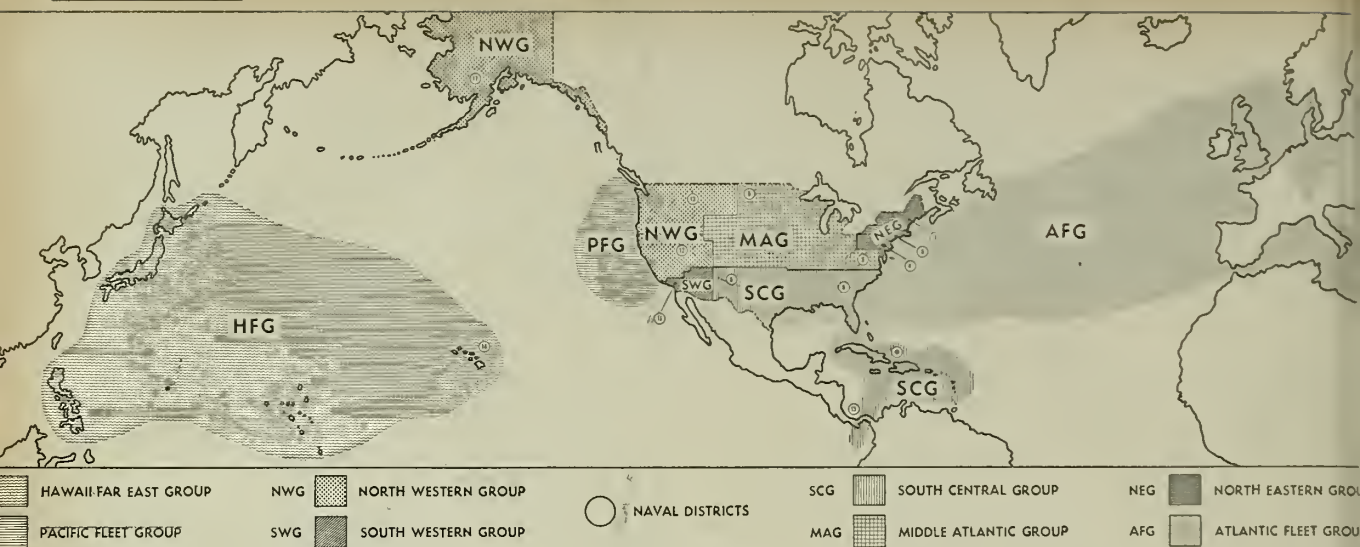 NWG
NWG
PFG
MAG
NEG
AFG
SWG
SCG
HFG
SCG
HAWAII-FAR EAST GROUP
NWG NORTH WESTERN GROUP
NAVAL DISTRICTS
SCG SOUTH CENTRAL GROUP
NEG NORTH EASTERN GROU
PACIFIC FLEET GROUP
SWG SOUTH WESTERN GROUP
MAG MIDDLE ATLANTIC GROUP
AFG ATLANTIC FLEET GROU